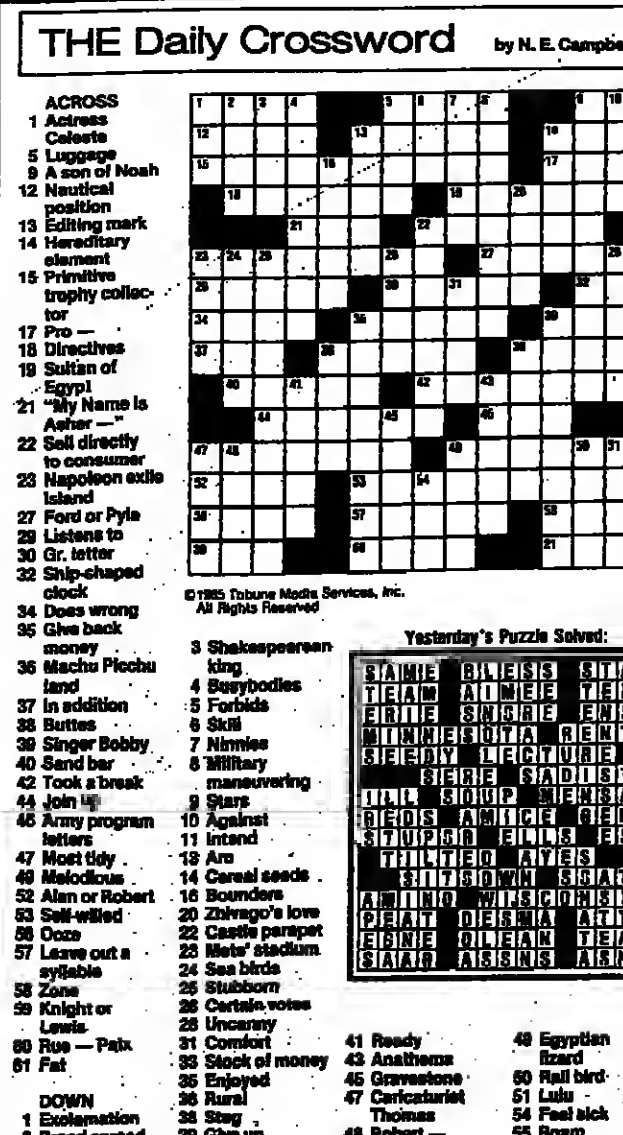 THE Daily Crossword by N. E. Campbe
ACROSS
1 Actress
Celeste
5 Luggage
9 A son of Noah
12 Nautical
position
13 Editing mark
14 Hereditary
element
15 Primitive
trophy collec-
tor
17 Pro —
18 Directives
19 Sultan of
Egypt
21 "My Name is
Asher —"
22 Sell directly
to consumer
23 Napoleon exile
island
27 Ford or Pyle
29 Listens to
30 Gr. letter
32 Ship-shaped
clock
34 Does wrong
35 Give back
money
36 Machu Picchu
land
37 In addition
38 Buttes
39 Singer Bobby
40 Sand bar
42 Took a break
44 Join
46 Army program
letters
47 Most tidy
49 Melodious
52 Alan or Robert
53 Self-willed
56 Ooze
57 Leave out a
syllable
58 Zone
59 Knight or
Lewis
60 Rue — Paix
61 Fat
DOWN
1 Exclamation
©1985 Tribune Media Services, Inc.
All Rights Reserved
3 Shakespearean
king
4 Busybodies
5 Forbids
6 Skill
7 Ninnies
8 Military
maneuvering
9 Stars
10 Against
11 Intend
13 Arn
14 Cereal seeds
16 Bounders
20 Zhivago's love
22 Castle parapet
23 Mets' stadium
24 Sea birds
25 Stubborn
26 Certain votes
28 Uncanny
31 Comfort
33 Stock of money
35 Enjoyed
36 Rural
38 Stag
39 Give up
Yesterday's Puzzle Solved:
SAME BLESS ST
TEAM AIMEE TE
ERIE SNORE EN
MINNESOTA RENT
SEEDY LECTURE
SERE SADIST
ILL SOUP MENSA
REDS AMICE
STUPOR ELLS ES
TILTED AYES
SITSDOWN SCAT
AMINO WISCONS
PEAT DESMA ATT
EGNE OLEAN TEA
SAAR ASSNS ASN
41 Ready
43 Anathema
45 Gravestone
47 Caricaturist
Thomas
48 Robert —
49 Egyptian
lizard
50 Rail bird
51 Lulu
54 Feel sick
55 Roam